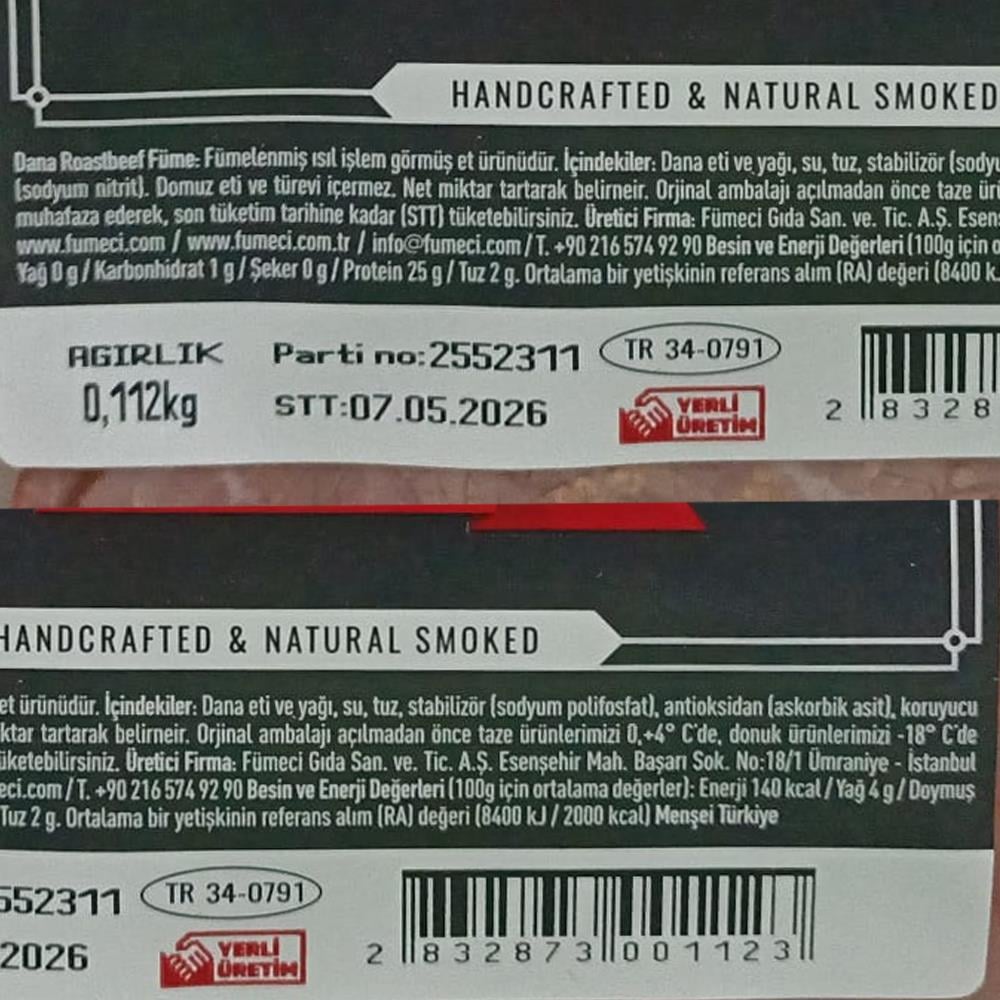 HANDCRAFTED & NATURAL SMOKED
Dana Roastbeef Füme: Fümelenmiş ısıl işlem görmüş et ürünüdür. İçindekiler: Dana eti ve yağı, su, tuz, stabilizör (sodyu
(sodyum nitrit). Domuz eti ve türevi içermez. Net miktar tartarak belirneir. Orjinal ambalajı açılmadan önce taze ür
muhafaza ederek, son tüketim tarihine kadar (STT) tüketebilirsiniz. Üretici Firma: Fümeci Gıda San. ve. Tic. A.Ş. Esen
www.fumeci.com / www.fumeci.com.tr / info@fumeci.com / T. +90 216 574 92 90 Besin ve Enerji Değerleri (100g için o
Yağ 0 g / Karbonhidrat 1 g / Şeker 0 g / Protein 25 g / Tuz 2 g. Ortalama bir yetişkinin referans alım (RA) değeri (8400 k
AGIRLIK Parti no:2552311 TR 34-0791
0,112kg STT:07.05.2026 YERLİ ÜRETİM 2 8328
HANDCRAFTED & NATURAL SMOKED
et ürünüdür. İçindekiler: Dana eti ve yağı, su, tuz, stabilizör (sodyum polifosfat), antioksidan (askorbik asit), koruyucu
ktar tartarak belirneir. Orjinal ambalajı açılmadan önce taze ürünlerimizi 0,+4° C'de, donuk ürünlerimizi -18° C'de
üketebilirsiniz. Üretici Firma: Fümeci Gıda San. ve. Tic. A.Ş. Esenşehir Mah. Başarı Sok. No:18/1 Ümraniye - İstanbul
eci.com / T. +90 216 574 92 90 Besin ve Enerji Değerleri (100g için ortalama değerler): Enerji 140 kcal / Yağ 4 g / Doymuş
Tuz 2 g. Ortalama bir yetişkinin referans alım (RA) değeri (8400 kJ / 2000 kcal) Menşei Türkiye
552311 TR 34-0791
2026 YERLİ ÜRETİM 2 832873 001123